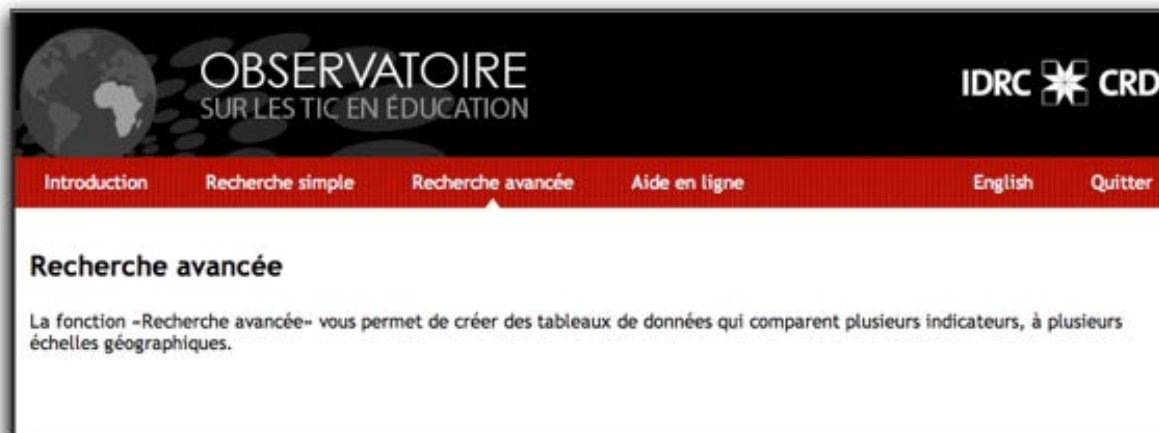 OBSERVATOIRE
SUR LES TIC EN ÉDUCATION
IDRC CRD
Introduction Recherche simple Recherche avancée Aide en ligne English Quitter
Recherche avancée
La fonction «Recherche avancée» vous permet de créer des tableaux de données qui comparent plusieurs indicateurs, à plusieurs
échelles géographiques.